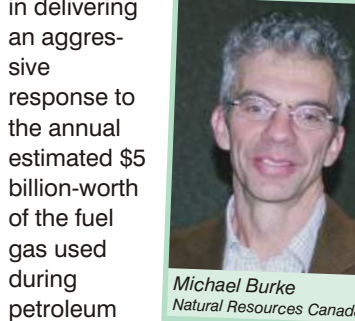 in delivering
an aggres-
sive
response to
the annual
estimated $5
billion-worth
of the fuel
gas used
during
petroleum
Michael Burke
Natural Resources Canada